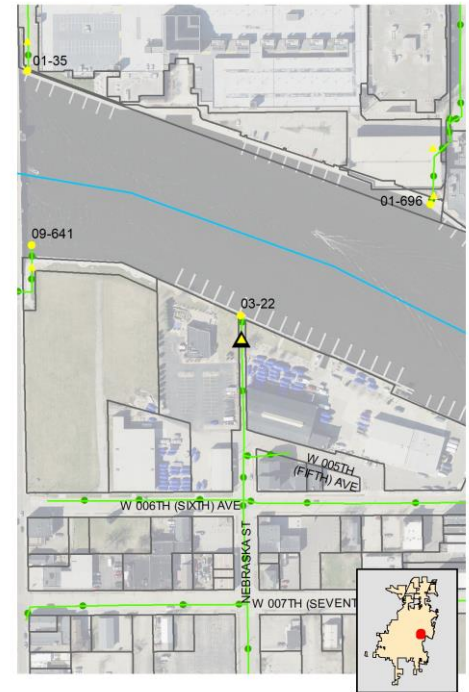 01-35
01-696
09-641
03-22
W 005TH
(FIFTH) AVE
W 006TH (SIXTH) AVE
NEBRASKA ST
W 007TH (SEVENT